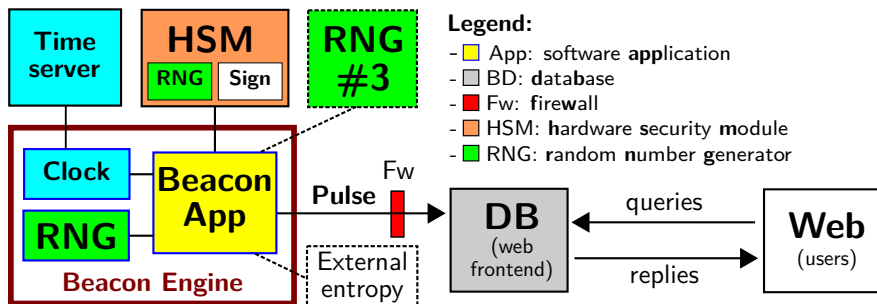 Time
server
HSM
RNG
Sign
RNG
#3
Clock
Beacon
App
RNG
Beacon Engine
Pulse
Fw
External
entropy
DB
(web
frontend)
queries
replies
Web
(users)
Legend:
- App: software application
- BD: database
- Fw: firewall
- HSM: hardware security module
- RNG: random number generator